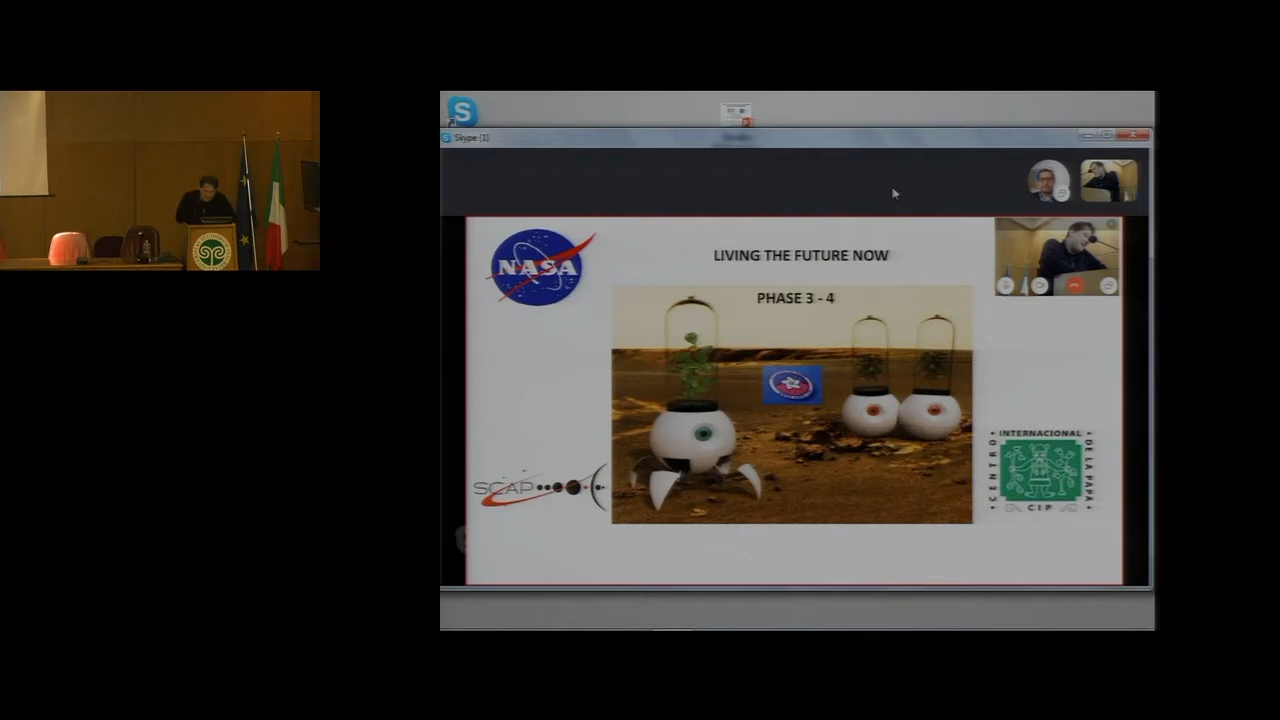 S
Skype [1]
NASA
LIVING THE FUTURE NOW
PHASE 3 - 4
SCAP
CENTRO INTERNACIONAL DE LA PAPA
CIP